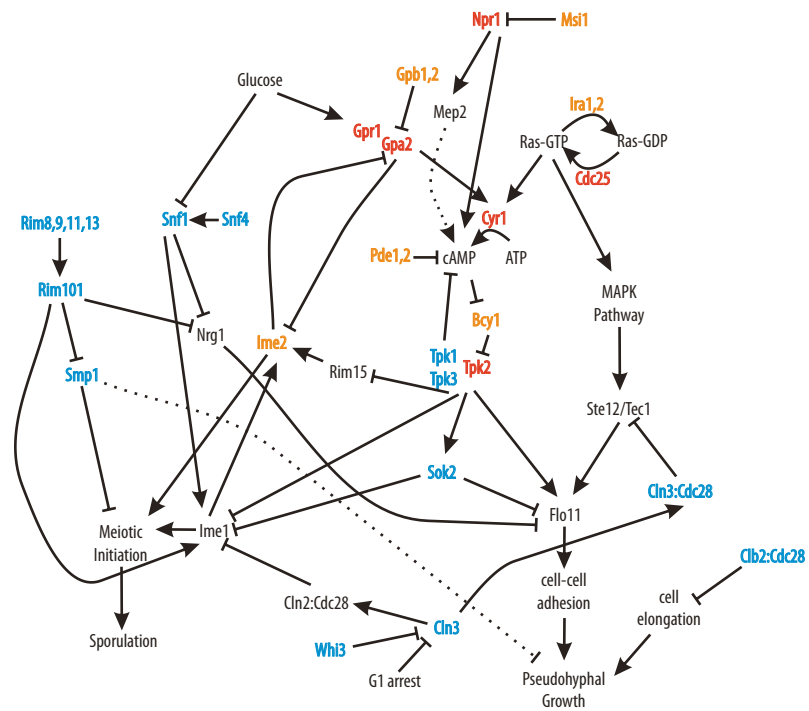 Npr1
Msi1
Gpb1,2
Glucose
Mep2
Ira1,2
Gpr1
Gpa2
Ras-GTP
Ras-GDP
Cdc25
Rim8,9,11,13
Snf1
Snf4
Cyr1
Pde1,2
cAMP
ATP
Rim101
MAPK
Pathway
Nrg1
Bcy1
Ime2
Tpk1
Tpk3
Tpk2
Rim15
Smp1
Ste12/Tec1
Sok2
Cln3:Cdc28
Flo11
Meiotic
Initiation
Ime1
Clb2:Cdc28
cell-cell
adhesion
cell
elongation
Cln2:Cdc28
Cln3
Sporulation
Whi3
G1 arrest
Pseudohyphal
Growth